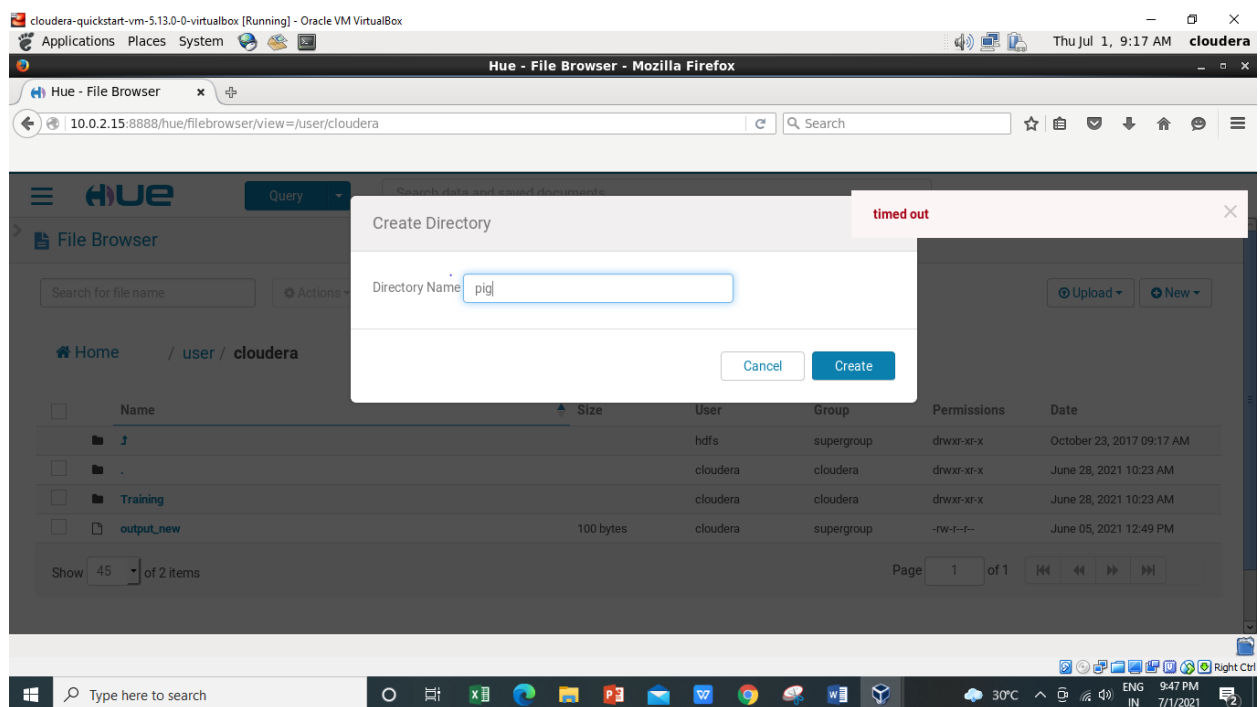 cloudera-quickstart-vm-5.13.0-0-virtualbox [Running] - Oracle VM VirtualBox
Applications Places System Thu Jul 1, 9:17 AM cloudera
Hue - File Browser - Mozilla Firefox
Hue - File Browser
10.0.2.15:8888/hue/filebrowser/view=/user/cloudera Search
HUE Query Search data and saved documents
timed out
Create Directory
File Browser
Directory Name pig
Search for file name Actions Upload New
Home / user / cloudera
Cancel Create
Name Size User Group Permissions Date
hdfs supergroup drwxr-xr-x October 23, 2017 09:17 AM
. cloudera cloudera drwxr-xr-x June 28, 2021 10:23 AM
Training cloudera cloudera drwxr-xr-x June 28, 2021 10:23 AM
output_new 100 bytes cloudera supergroup -rw-r--r-- June 05, 2021 12:49 PM
Show 45 of 2 items Page 1 of 1
Right Ctrl
Type here to search 30°C ENG 9:47 PM
IN 7/1/2021